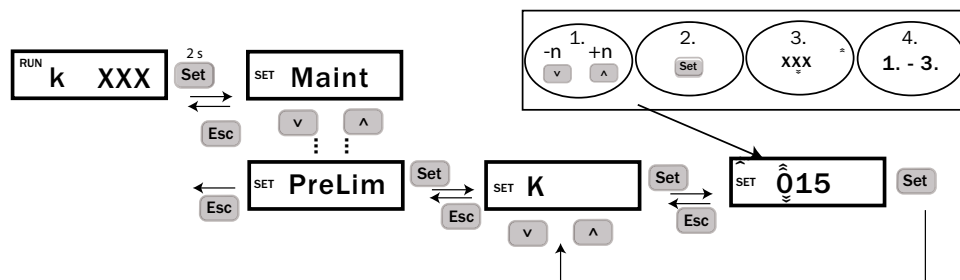 1. 2. 3. 4.
-n +n
˅ ˄ Set xxx 1. - 3.
2 s
RUN k XXX Set SET Maint
Esc ˅ ˄
SET PreLim Set SET K Set SET 015 Set
Esc Esc Esc
˅ ˄